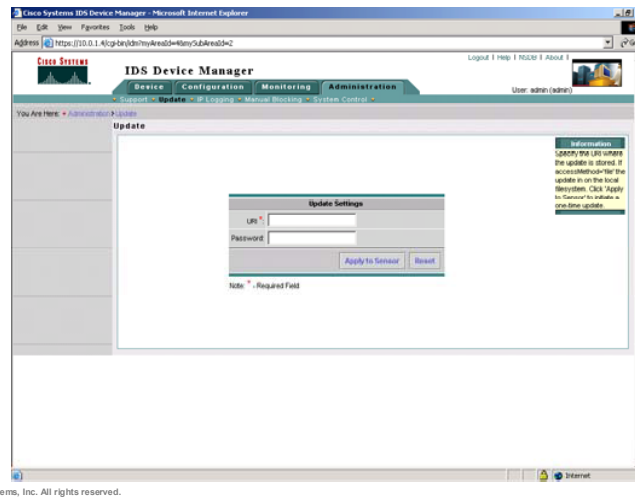 Cisco Systems IDS Device Manager - Microsoft Internet Explorer
File Edit View Favorites Tools Help
Address https://10.0.1.4/cgi-bin/idm?myAreaId=4&mySubAreaId=2
Cisco Systems
IDS Device Manager
Logout | Help | NSDB | About |
Device Configuration Monitoring Administration
User: admin (admin)
Support Update IP Logging Manual Blocking System Control
You Are Here: Administration Update
Update
Information
Specify the URI where
the update is stored. If
accessMethod='file' the
update in on the local
filesystem. Click 'Apply
to Sensor' to initiate a
one-time update.
Update Settings
URI *:
Password:
Apply to Sensor Reset
Note: * - Required Field
Internet
ems, Inc. All rights reserved.